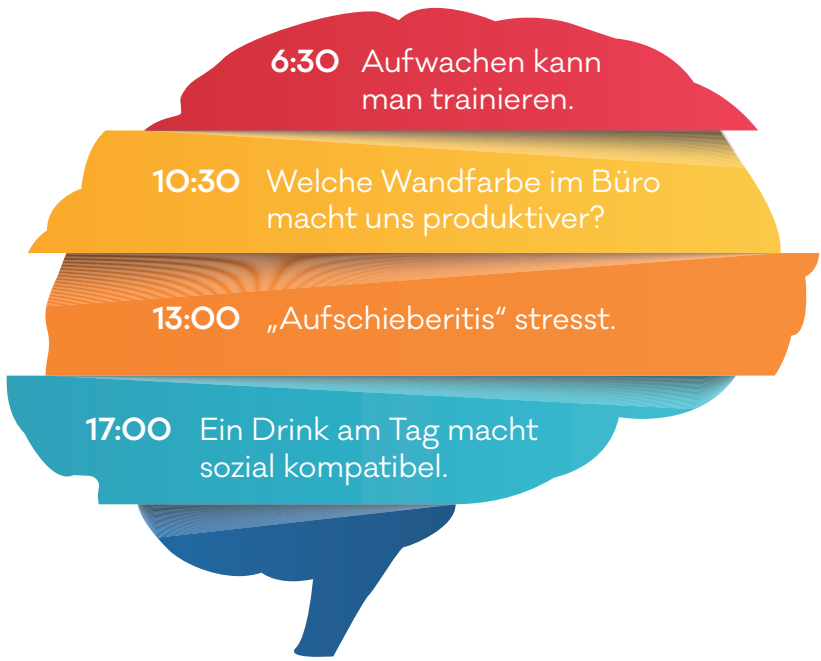 6:30 Aufwachen kann
man trainieren.
10:30 Welche Wandfarbe im Büro
macht uns produktiver?
13:00 „Aufschieberitis“ stresst.
17:00 Ein Drink am Tag macht
sozial kompatibel.